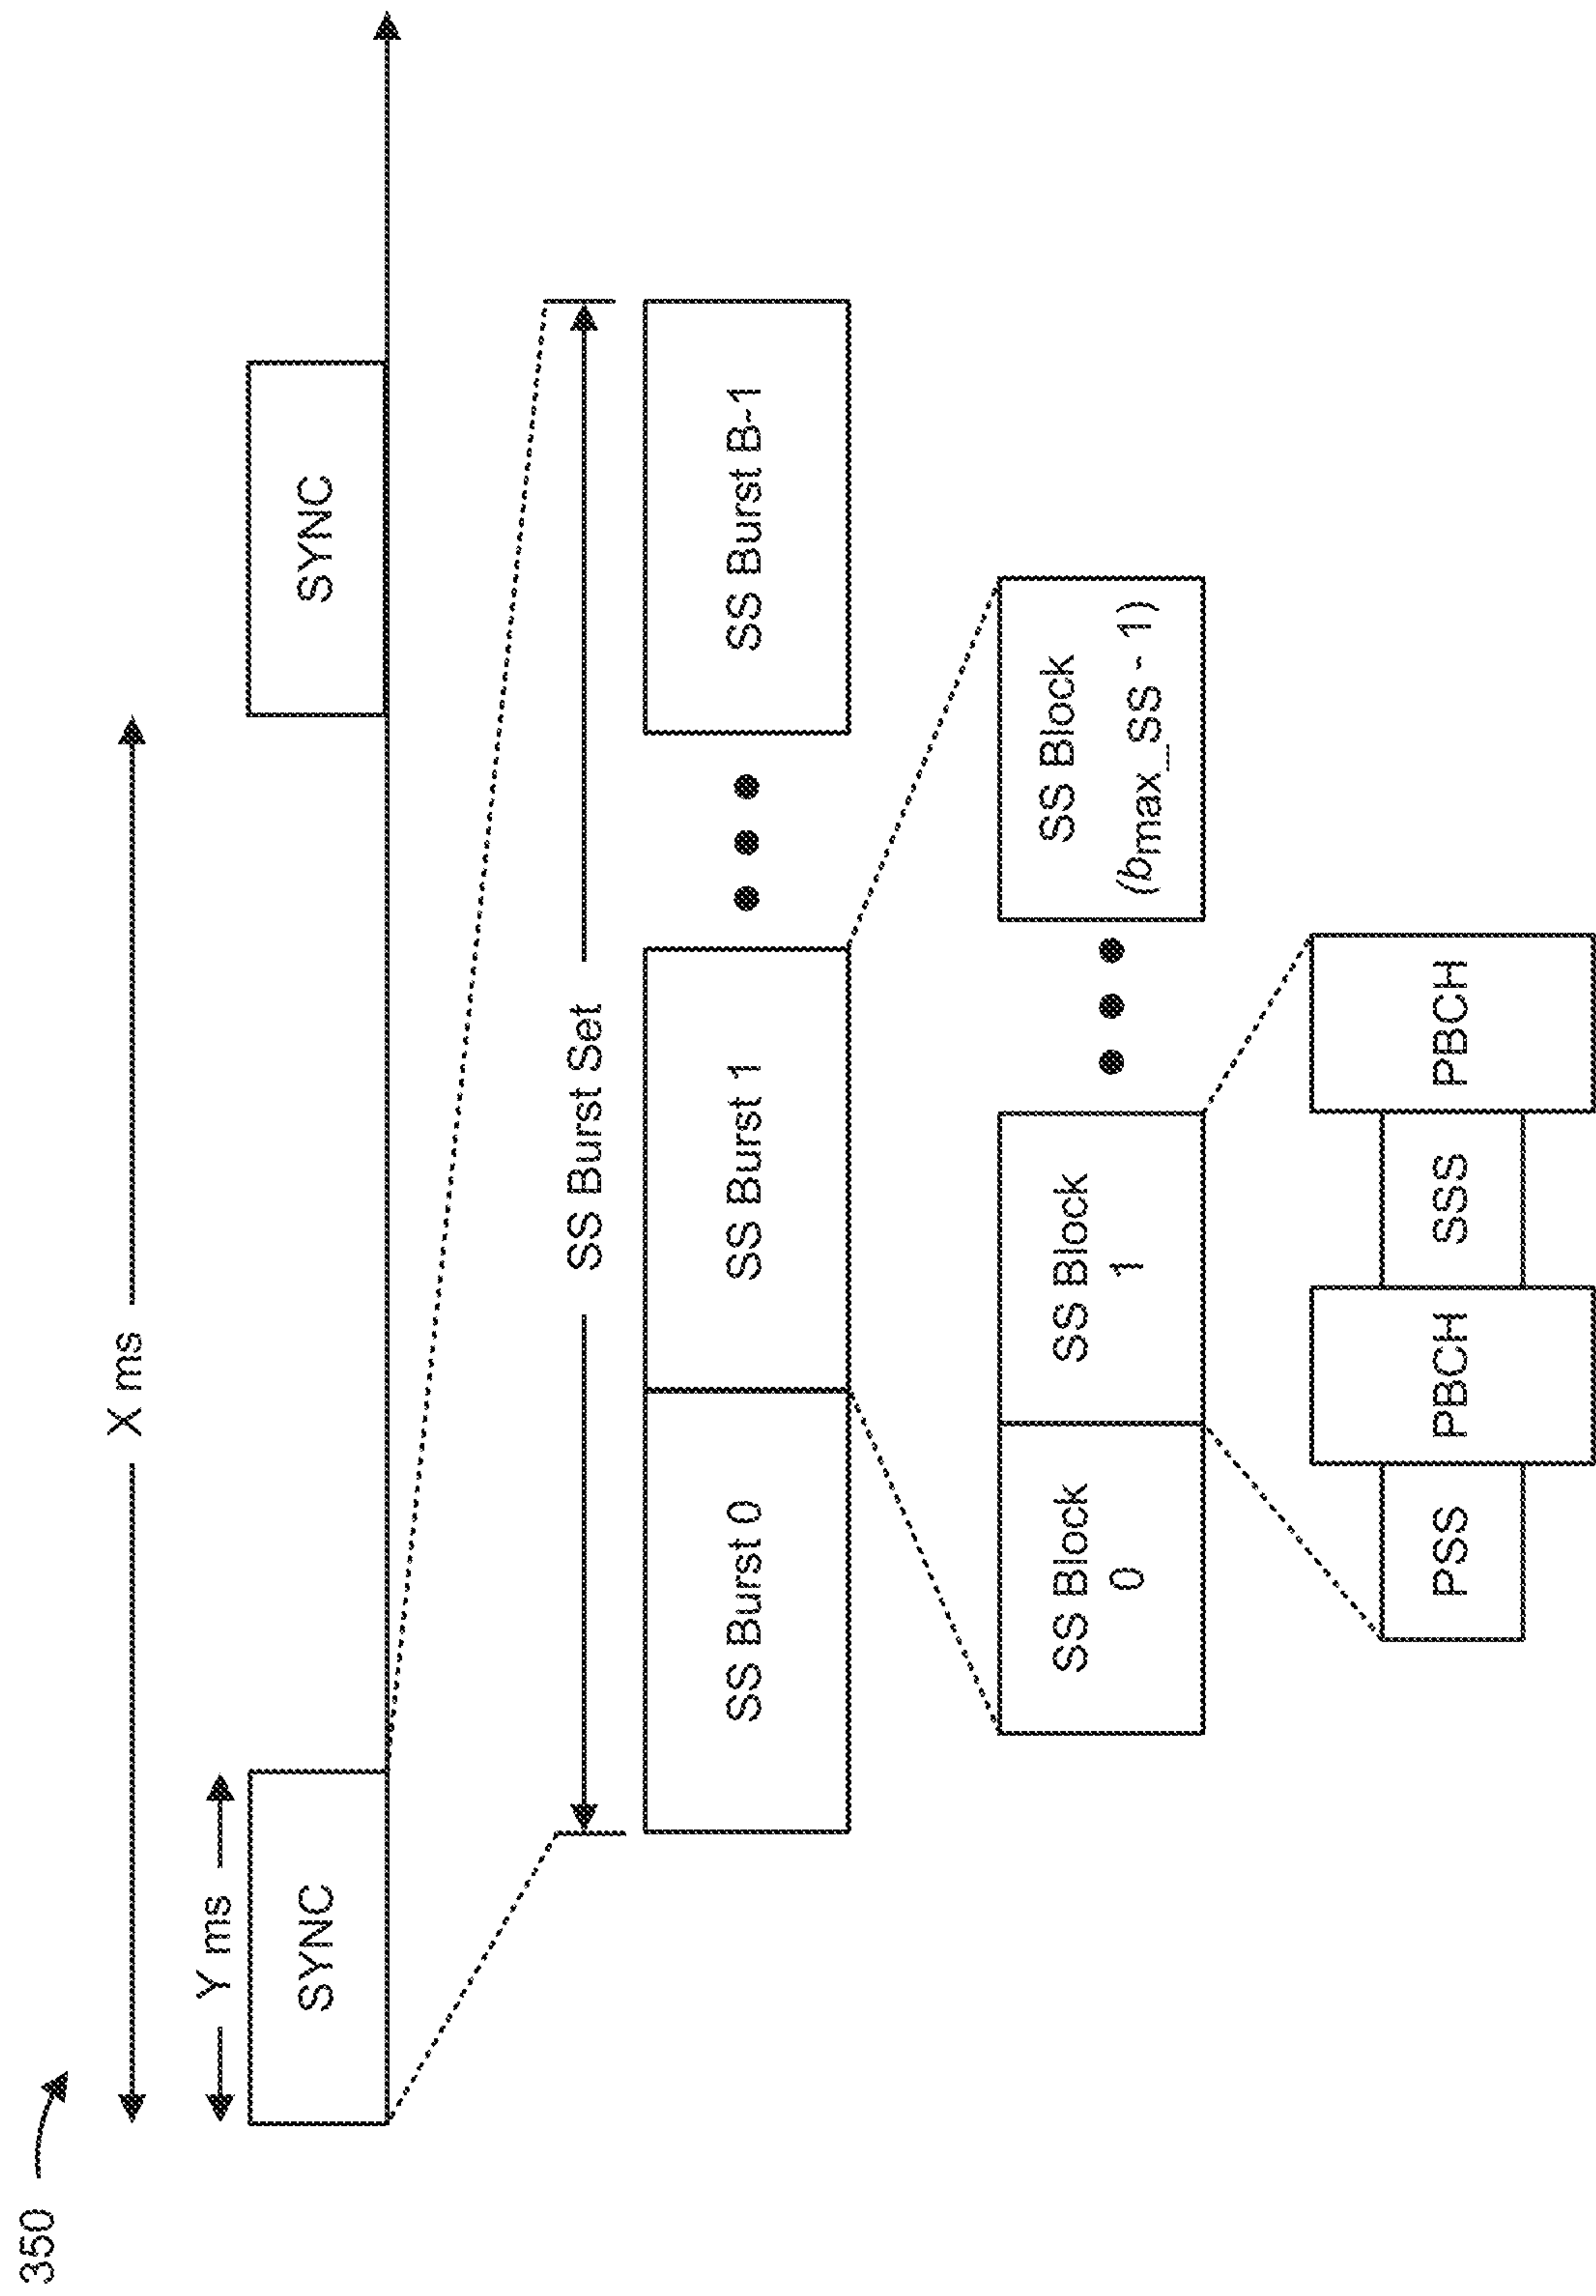 350
X ms
Y ms
SYNC
SYNC
SS Burst Set
SS Burst 0
SS Burst 1
SS Burst B-1
SS Block
0
SS Block
1
SS Block
(bmax_SS - 1)
PSS
PBCH
SSS
PBCH